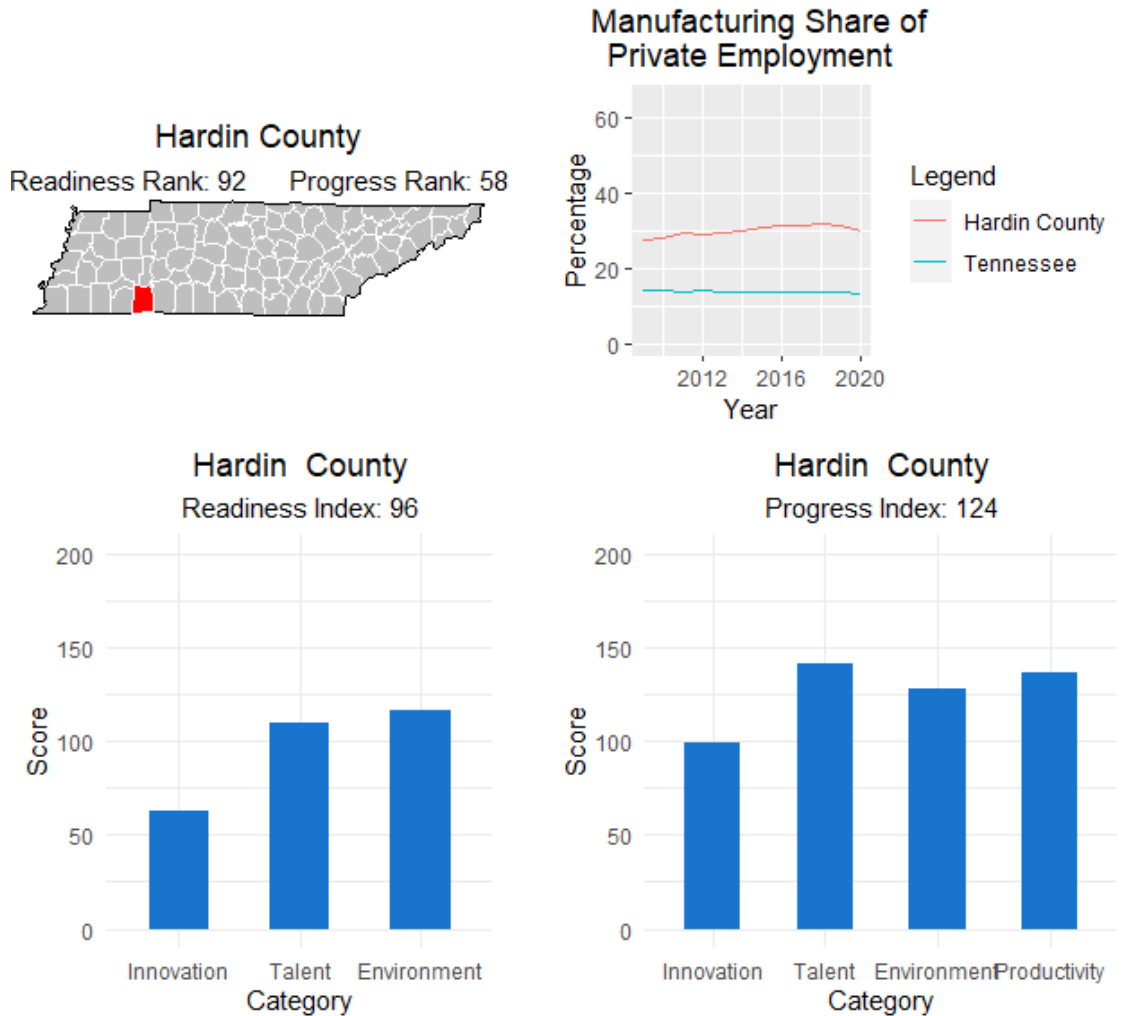 Hardin County
Readiness Rank: 92 Progress Rank: 58
Manufacturing Share of
Private Employment
Percentage
60
40
20
0
2012 2016 2020
Year
Legend
Hardin County
Tennessee
Hardin County
Readiness Index: 96
Score
200
150
100
50
0
Innovation Talent Environment
Category
Hardin County
Progress Index: 124
Score
200
150
100
50
0
Innovation Talent Environment Productivity
Category